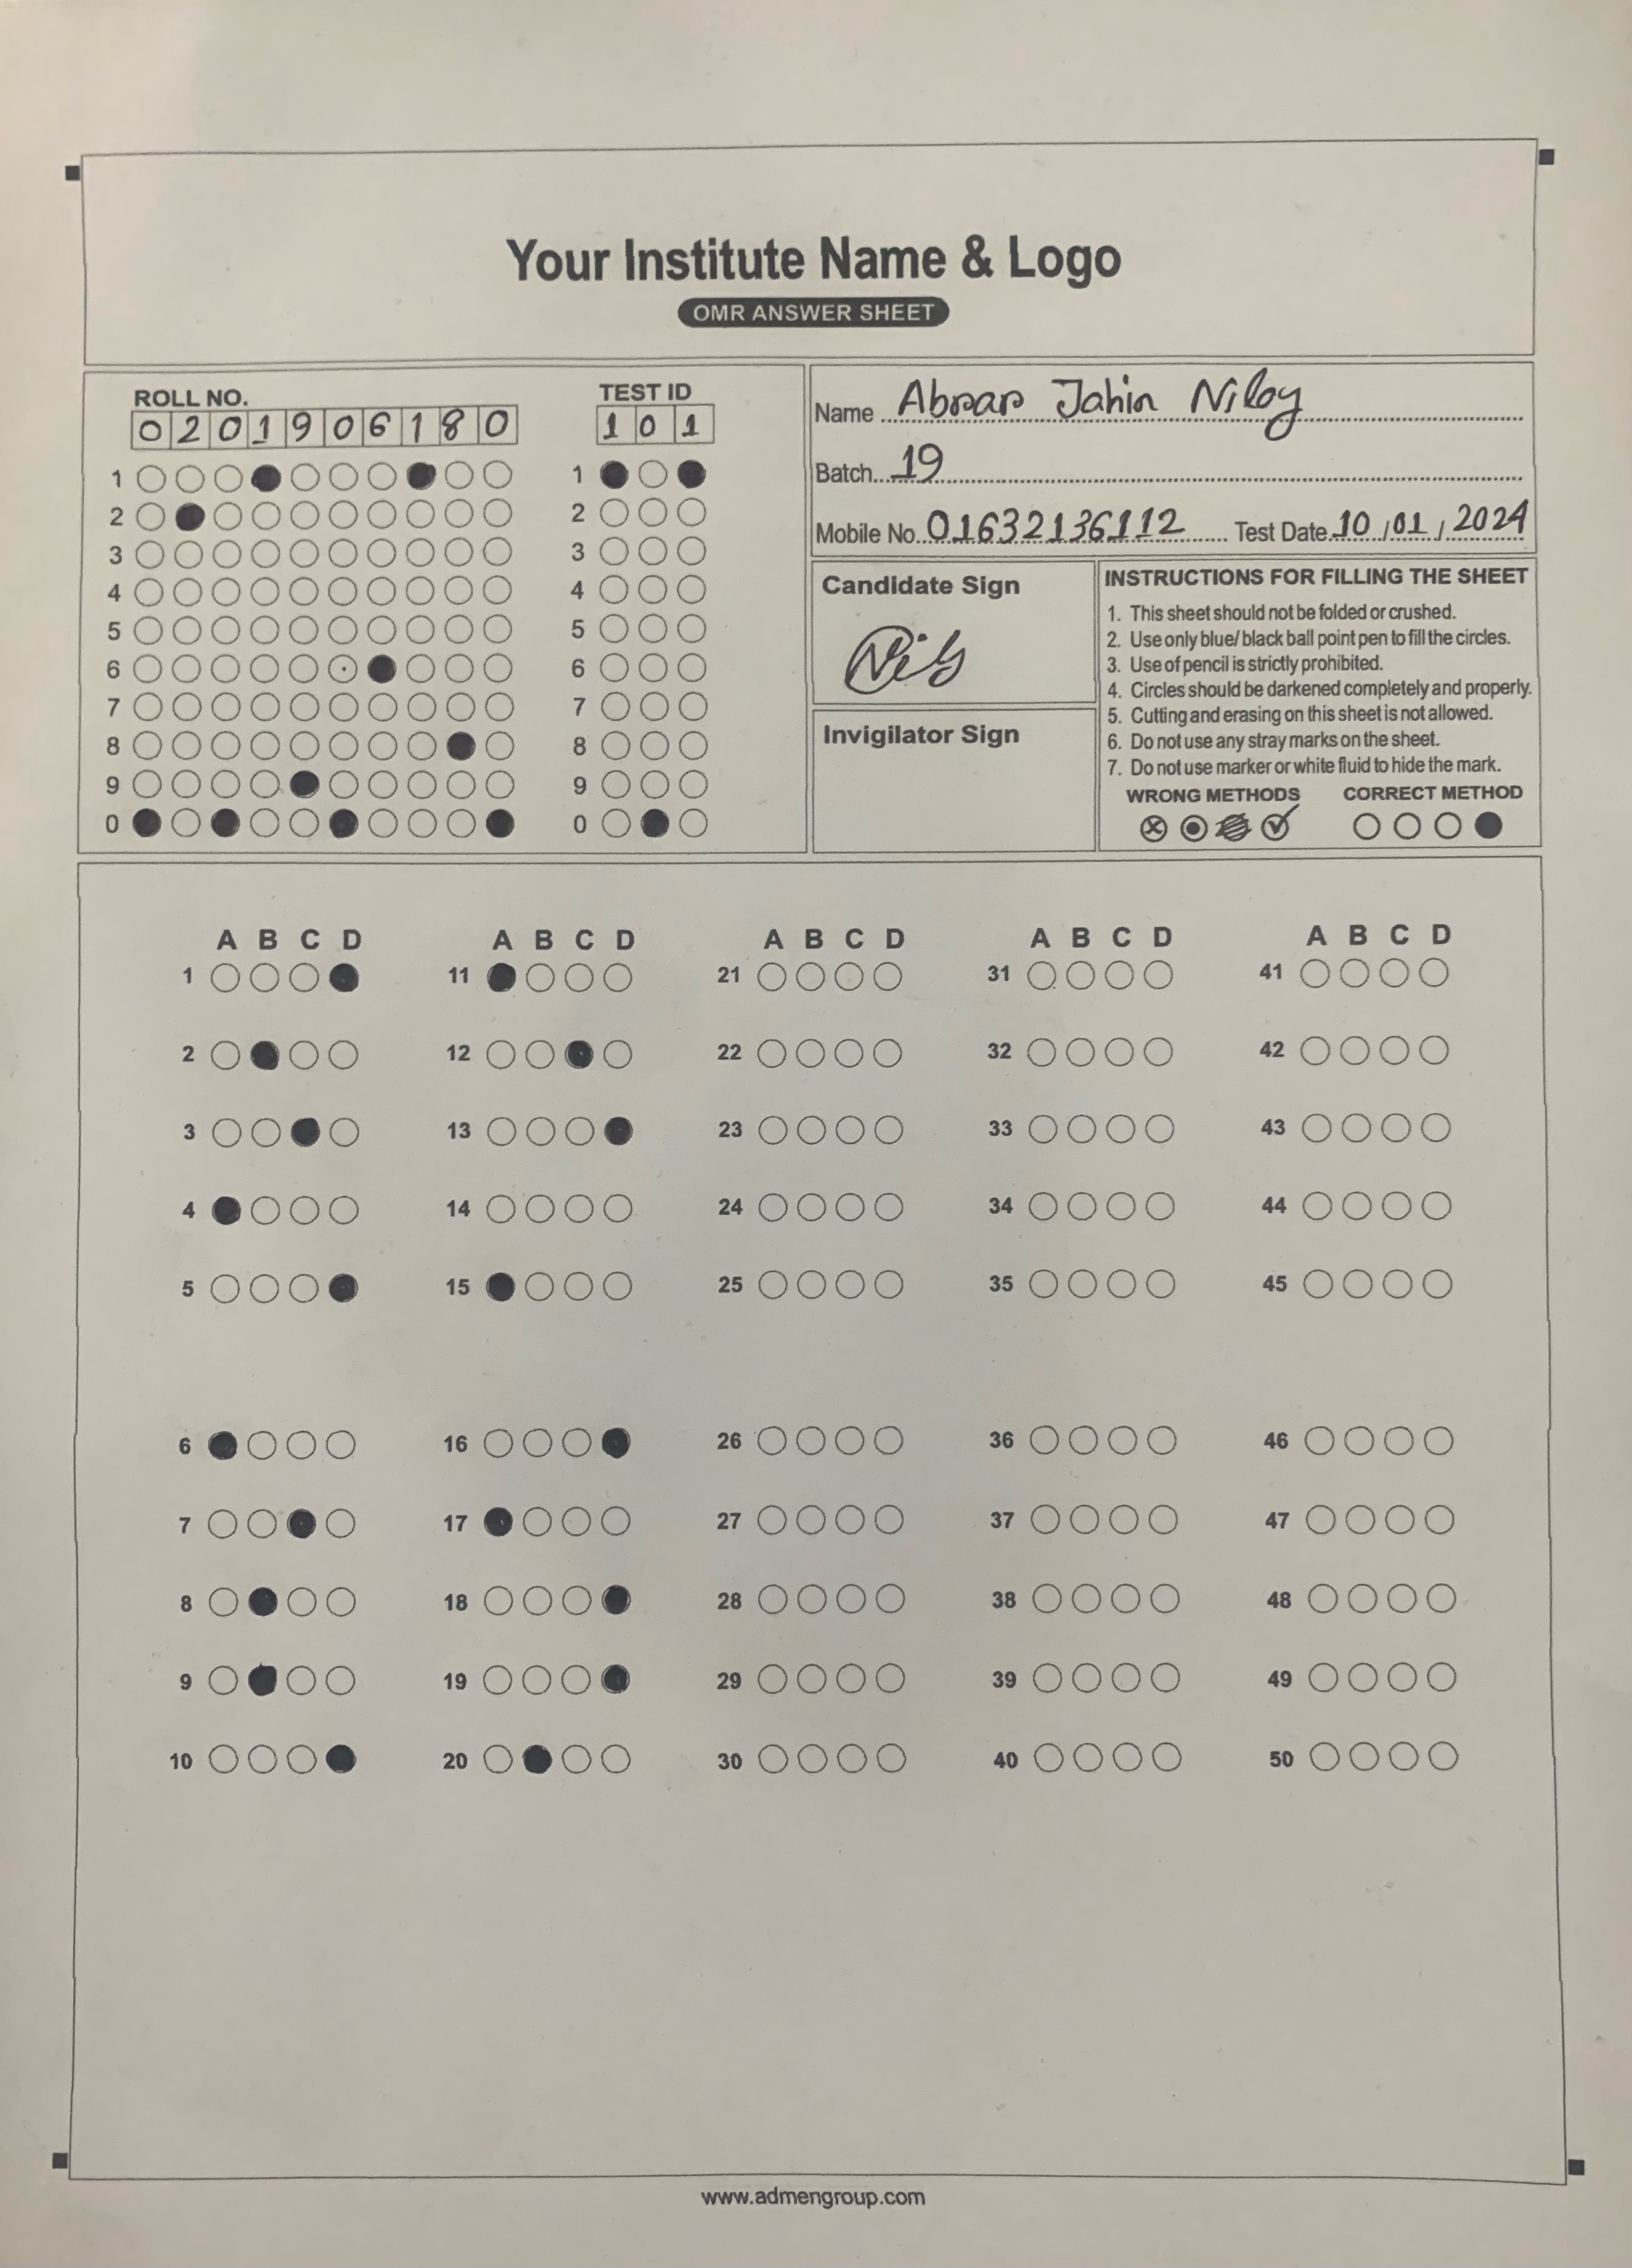 Your Institute Name & Logo
OMR ANSWER SHEET
ROLL NO.
0 2 0 1 9 0 6 1 8 0
1
2
3
4
5
6
7
8
9
0
TEST ID
1 0 1
1
2
3
4
5
6
7
8
9
0
Name Abrar Jahin Niloy
Batch 19
Mobile No. 01632136112 Test Date 10/01/2024
Candidate Sign
Invigilator Sign
INSTRUCTIONS FOR FILLING THE SHEET
1. This sheet should not be folded or crushed.
2. Use only blue/ black ball point pen to fill the circles.
3. Use of pencil is strictly prohibited.
4. Circles should be darkened completely and properly.
5. Cutting and erasing on this sheet is not allowed.
6. Do not use any stray marks on the sheet.
7. Do not use marker or white fluid to hide the mark.
WRONG METHODS CORRECT METHOD
A B C D
1
2
3
4
5
6
7
8
9
10
A B C D
11
12
13
14
15
16
17
18
19
20
A B C D
21
22
23
24
25
26
27
28
29
30
A B C D
31
32
33
34
35
36
37
38
39
40
A B C D
41
42
43
44
45
46
47
48
49
50
www.admengroup.com